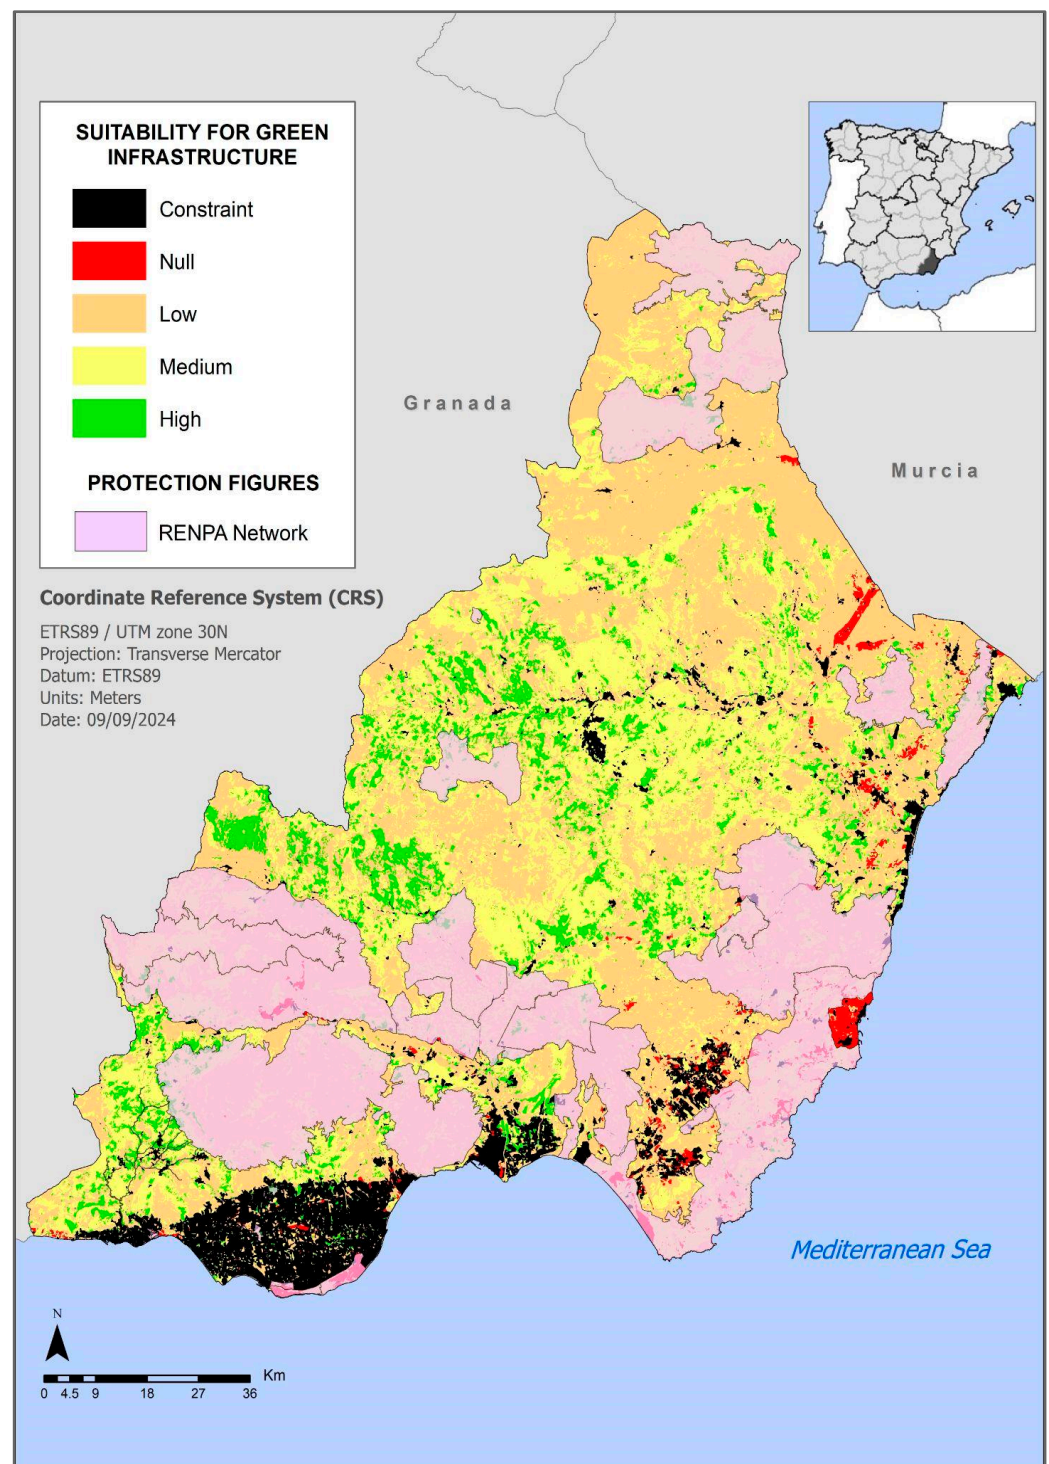 SUITABILITY FOR GREEN
INFRASTRUCTURE
Constraint
Null
Low
Medium
High
PROTECTION FIGURES
RENPA Network
Coordinate Reference System (CRS)
ETRS89 / UTM zone 30N
Projection: Transverse Mercator
Datum: ETRS89
Units: Meters
Date: 09/09/2024
Granada
Murcia
Mediterranean Sea
N
Km
0 4.5 9 18 27 36